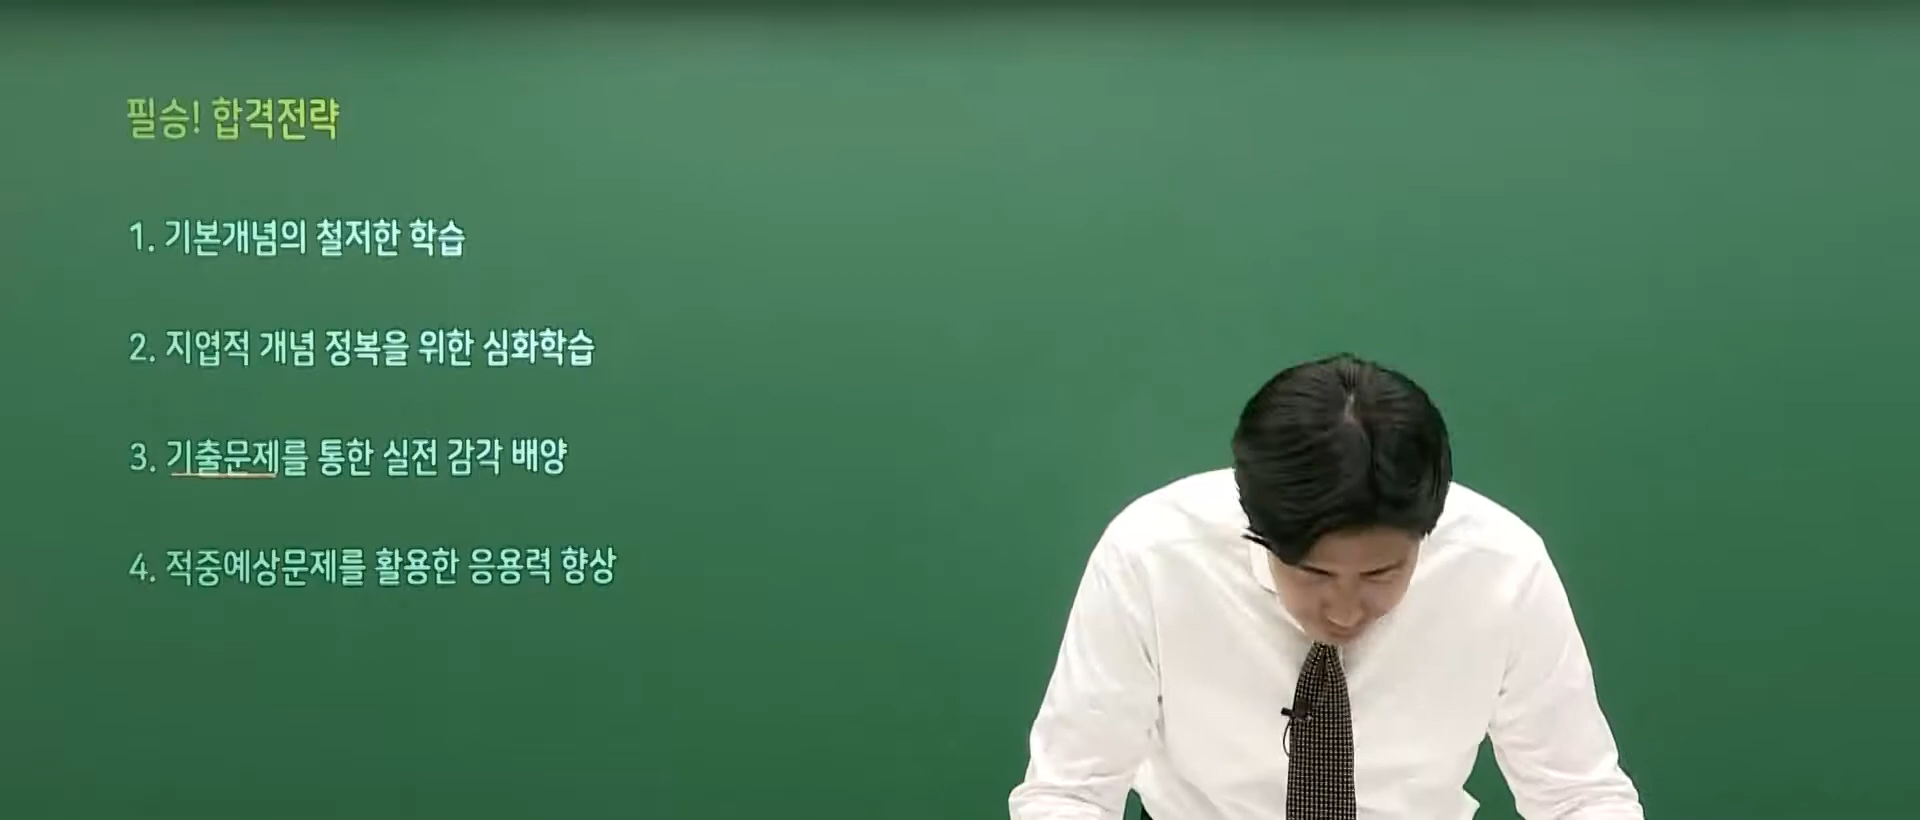 필승! 합격전략
1. 기본개념의 철저한 학습
2. 지엽적 개념 정복을 위한 심화학습
3. 기출문제를 통한 실전 감각 배양
4. 적중예상문제를 활용한 응용력 향상